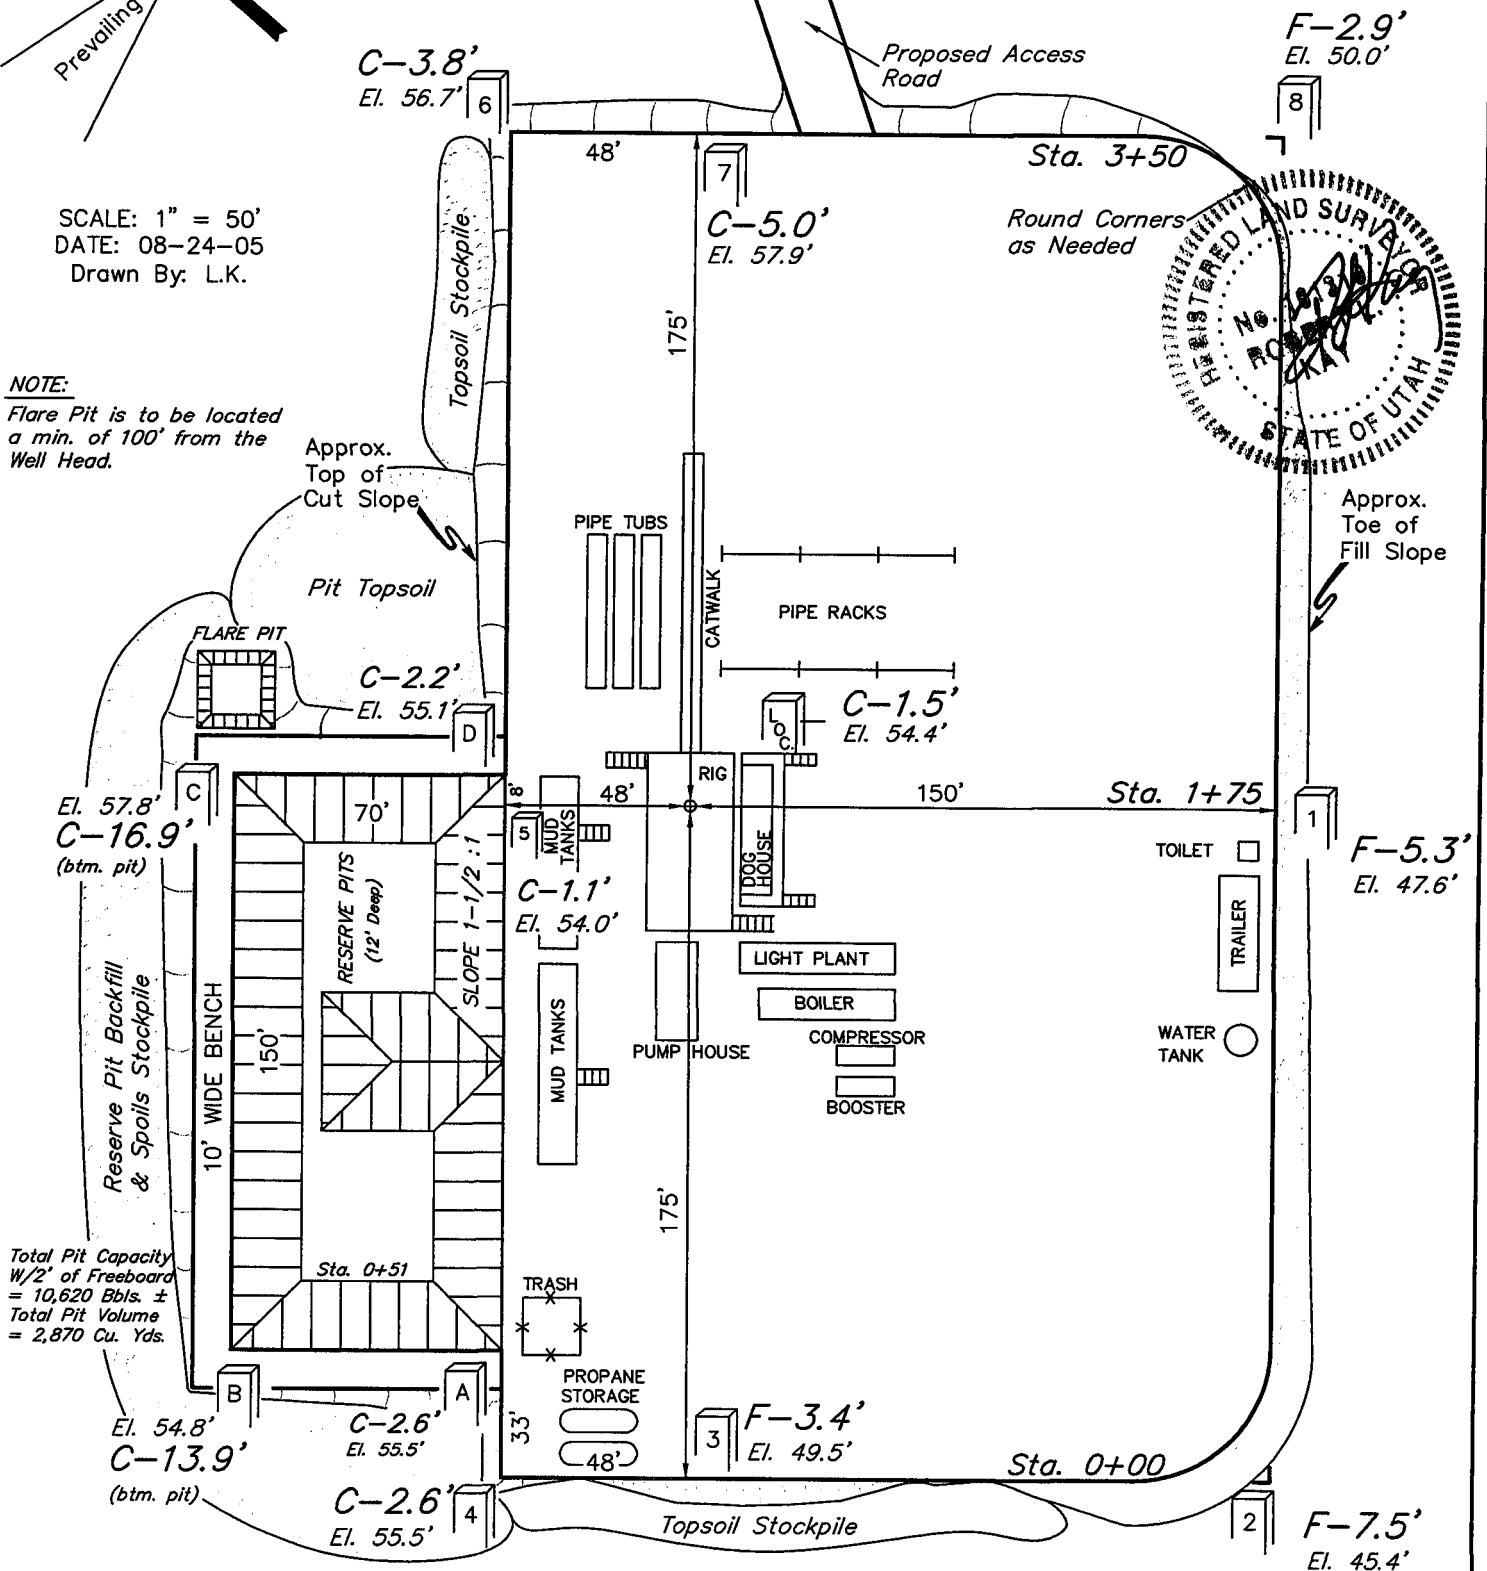 Prevailing
C-3.8'
El. 56.7'
6
Proposed Access
Road
F-2.9'
El. 50.0'
8
SCALE: 1" = 50'
DATE: 08-24-05
Drawn By: L.K.
48'
7
C-5.0'
El. 57.9'
Sta. 3+50
Round Corners
as Needed
REGISTERED LAND SURVEYOR
No.
KAY
STATE OF UTAH
Topsoil Stockpile
175'
NOTE:
Flare Pit is to be located
a min. of 100' from the
Well Head.
Approx.
Top of
Cut Slope
Approx.
Toe of
Fill Slope
PIPE TUBS
CATWALK
PIPE RACKS
Pit Topsoil
FLARE PIT
C-2.2'
El. 55.1'
D
LOC.
C-1.5'
El. 54.4'
C
El. 57.8'
C-16.9'
(btm. pit)
70'
8'
48'
RIG
150'
Sta. 1+75
1
F-5.3'
El. 47.6'
5
MUD
TANKS
C-1.1'
El. 54.0'
DOG
HOUSE
TOILET
TRAILER
RESERVE PITS
(12' Deep)
SLOPE 1-1/2 : 1
LIGHT PLANT
BOILER
COMPRESSOR
BOOSTER
PUMP HOUSE
MUD TANKS
WATER
TANK
Reserve Pit Backfill
& Spoils Stockpile
10' WIDE BENCH
150'
175'
Total Pit Capacity
W/2' of Freeboard
= 10,620 Bbls. ±
Total Pit Volume
= 2,870 Cu. Yds.
Sta. 0+51
TRASH
PROPANE
STORAGE
B
El. 54.8'
C-13.9'
(btm. pit)
A
C-2.6'
El. 55.5'
33'
48'
3
F-3.4'
El. 49.5'
Sta. 0+00
C-2.6'
El. 55.5'
4
Topsoil Stockpile
2
F-7.5'
El. 45.4'